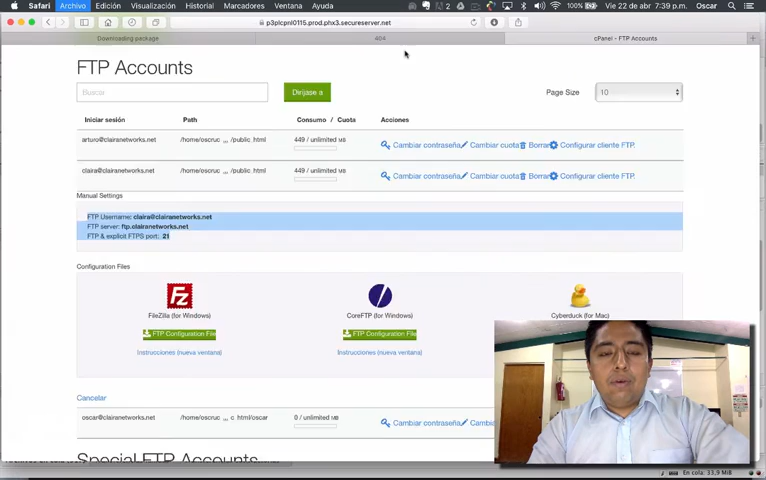 Safari Archivo Edición Visualización Historial Marcadores Ventana Ayuda 2 100% Vie 22 de abr 7:39 p.m. Oscar
p3plcpnl0115.prod.phx3.secureserver.net
Downloading package 404 cPanel - FTP Accounts
FTP Accounts
Buscar Diríjase a Page Size 10
Iniciar sesión Path Consumo / Cuota Acciones
arturo@clairanetworks.net /home/oscruc ... /public_html 449 / unlimited MB Cambiar contraseña Cambiar cuota Borrar Configurar cliente FTP.
claira@clairanetworks.net /home/oscruc ... /public_html 449 / unlimited MB Cambiar contraseña Cambiar cuota Borrar Configurar cliente FTP.
Manual Settings
FTP Username: claira@clairanetworks.net
FTP server: ftp.clairanetworks.net
FTP & explicit FTPS port: 21
Configuration Files
FileZilla (for Windows) CoreFTP (for Windows) Cyberduck (for Mac)
FTP Configuration File FTP Configuration File
Instrucciones (nueva ventana) Instrucciones (nueva ventana)
Cancelar
oscar@clairanetworks.net /home/oscruc ... c_html/oscar 0 / unlimited MB Cambiar contraseña Cambia
Special FTP Accounts
En cola: 33,9 MiB